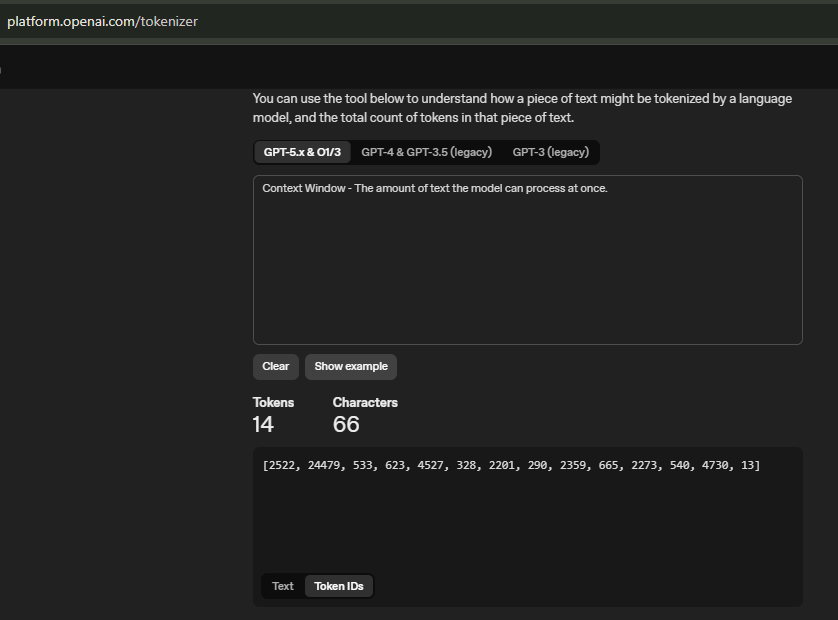 platform.openai.com/tokenizer
You can use the tool below to understand how a piece of text might be tokenized by a language
model, and the total count of tokens in that piece of text.
GPT-5.x & O1/3 GPT-4 & GPT-3.5 (legacy) GPT-3 (legacy)
Context Window - The amount of text the model can process at once.
Clear Show example
Tokens Characters
14 66
[2522, 24479, 533, 623, 4527, 328, 2201, 290, 2359, 665, 2273, 540, 4730, 13]
Text Token IDs